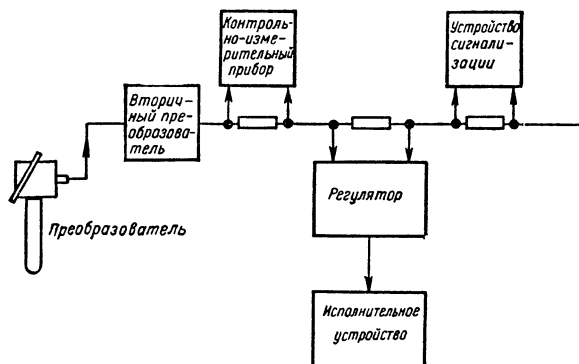 Контроль-
но-изме-
рительный
прибор
Устройство
сигнали-
зации
Вторич-
ный пре-
образова-
тель
Преобразователь
Регулятор
Исполнительное
устройство